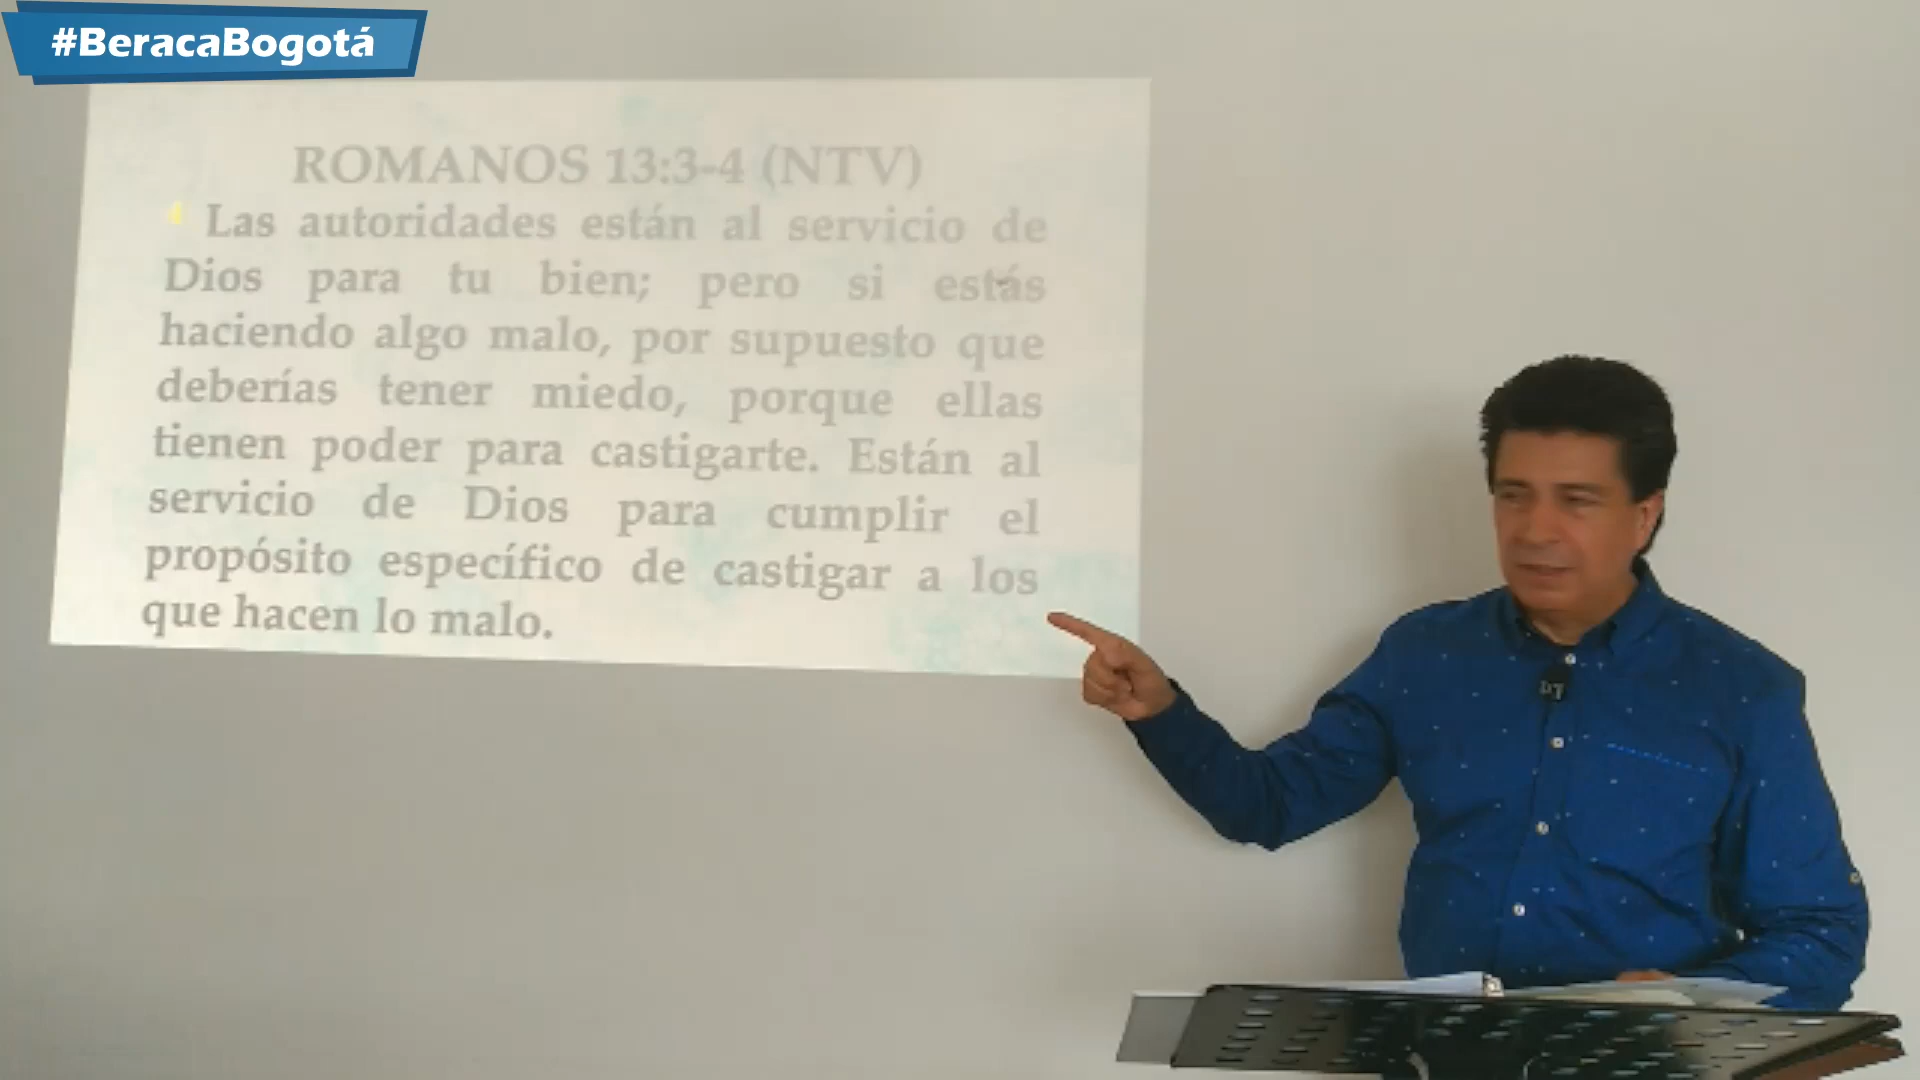 #BeracaBogotá
ROMANOS 13:3-4 (NTV)
4 Las autoridades están al servicio de
Dios para tu bien; pero si estás
haciendo algo malo, por supuesto que
deberías tener miedo, porque ellas
tienen poder para castigarte. Están al
servicio de Dios para cumplir el
propósito específico de castigar a los
que hacen lo malo.